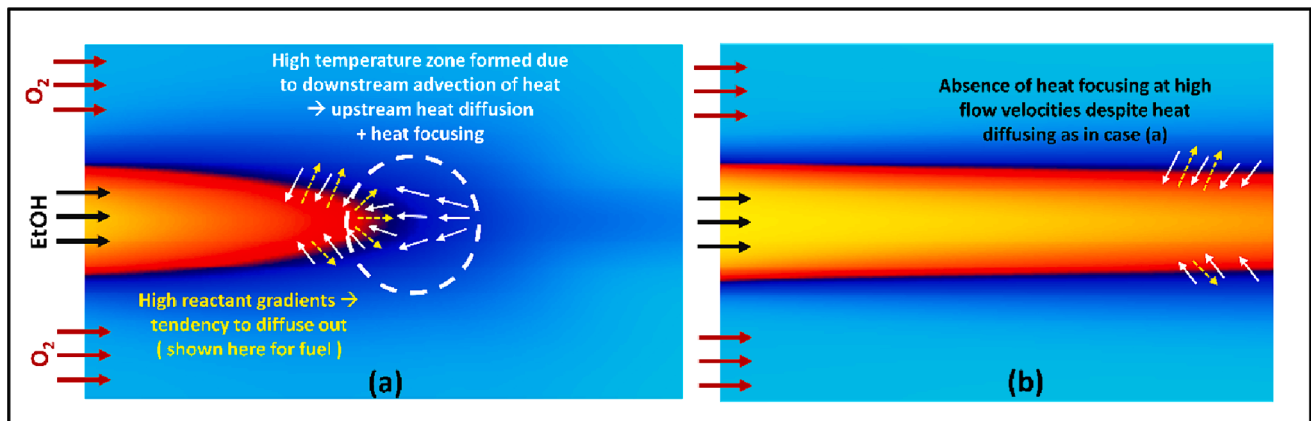 O2
High temperature zone formed due
to downstream advection of heat
→ upstream heat diffusion
+ heat focusing
EtOH
High reactant gradients →
tendency to diffuse out
( shown here for fuel )
O2
(a)
Absence of heat focusing at high
flow velocities despite heat
diffusing as in case (a)
(b)